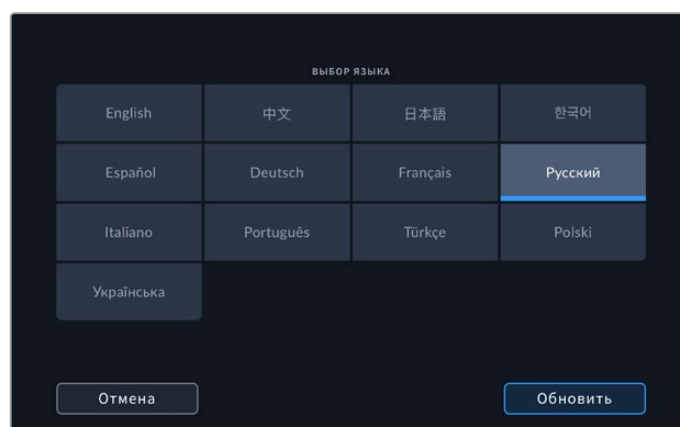 ВЫБОР ЯЗЫКА
English 中文 日本語 한국어
Español Deutsch Français Русский
Italiano Português Türkçe Polski
Українська
Отмена Обновить